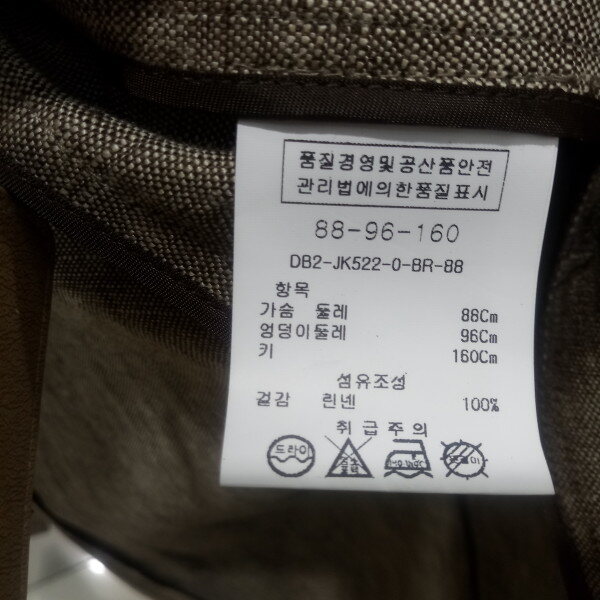 품질경영및공산품안전
관리법에의한품질표시
88-96-160
DB2-JK522-0-BR-88
항목
가슴 둘레 88Cm
엉덩이둘레 96Cm
키 160Cm
섬유조성
겉감 린넨 100%
취급주의
드라이